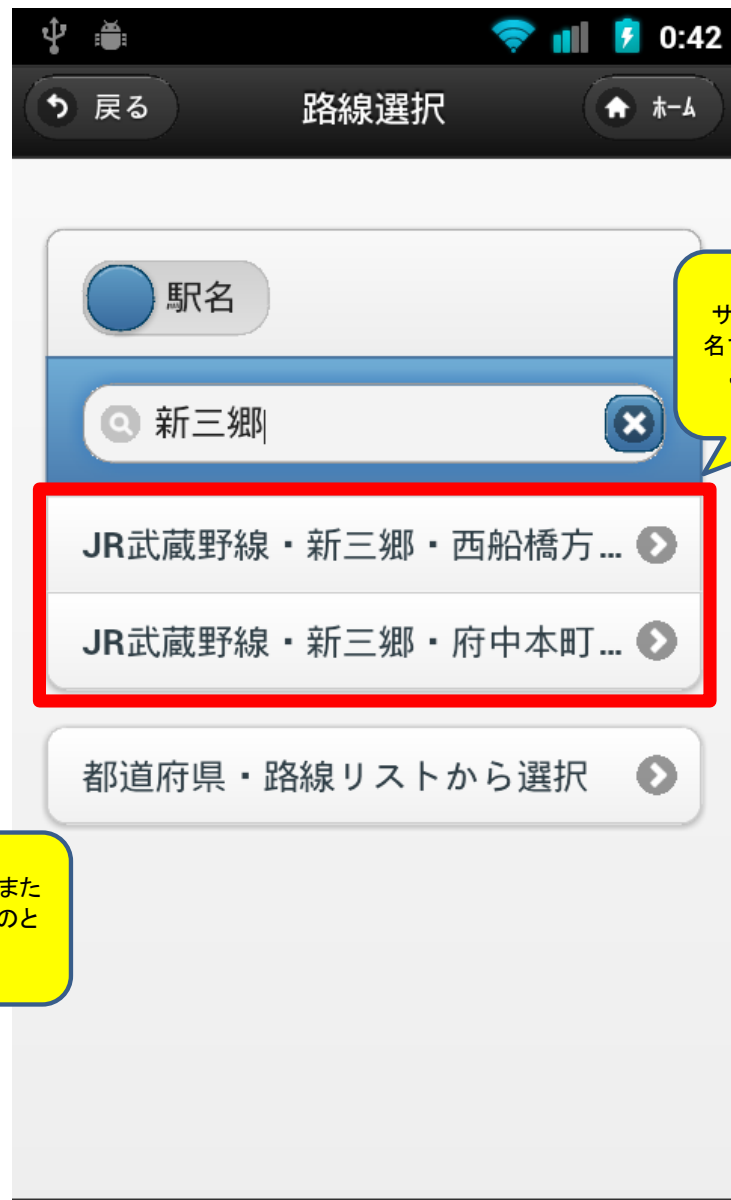 0:42
戻る
路線選択
ホーム
駅名
サ
名
新三郷
JR武蔵野線・新三郷・西船橋方...
JR武蔵野線・新三郷・府中本町...
都道府県・路線リストから選択
また
のと